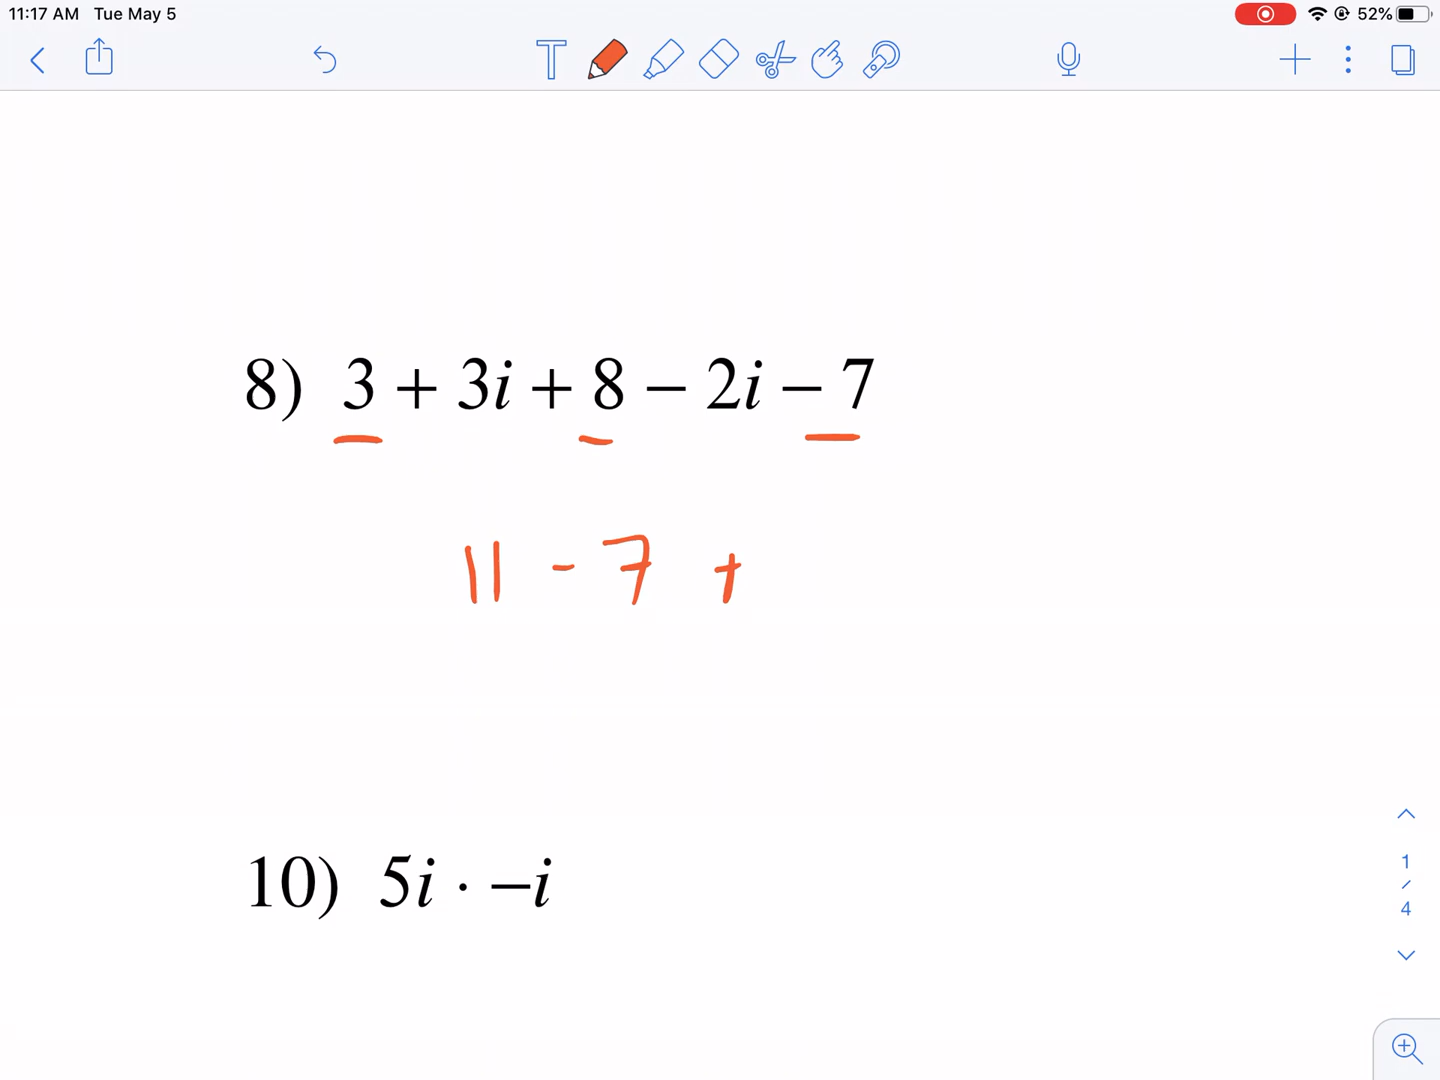 11:17 AM Tue May 5 52%
T
8) 3 + 3i + 8 − 2i − 7
11 - 7 +
10) 5i · −i
1
/
4